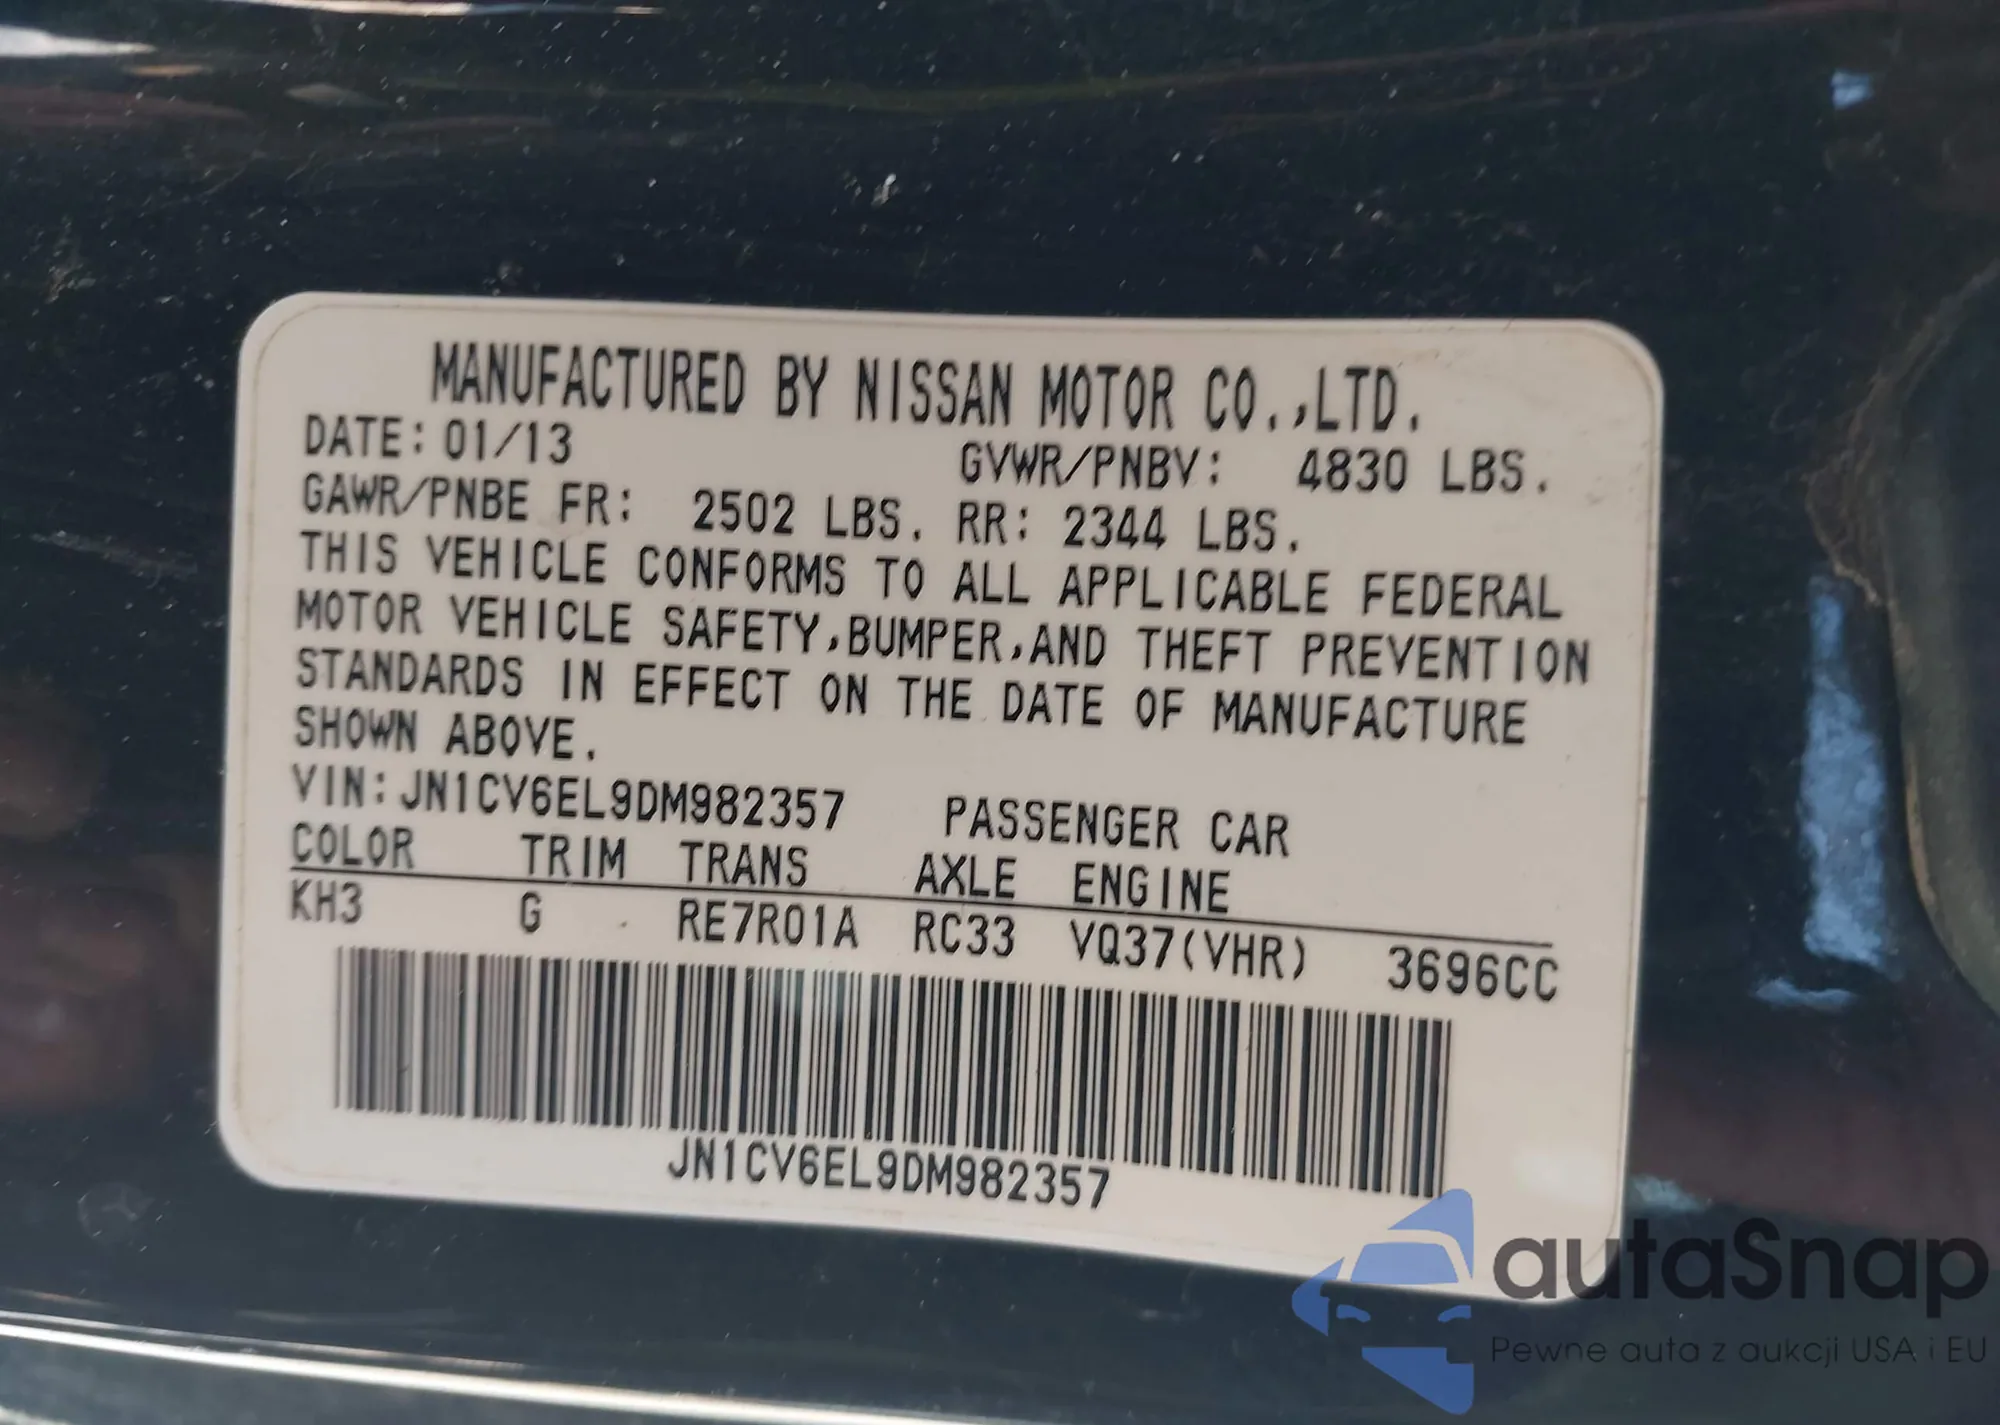 MANUFACTURED BY NISSAN MOTOR CO.,LTD.
DATE:01/13 GVWR/PNBV: 4830 LBS.
GAWR/PNBE FR: 2502 LBS. RR: 2344 LBS.
THIS VEHICLE CONFORMS TO ALL APPLICABLE FEDERAL
MOTOR VEHICLE SAFETY,BUMPER,AND THEFT PREVENTION
STANDARDS IN EFFECT ON THE DATE OF MANUFACTURE
SHOWN ABOVE.
VIN:JN1CV6EL9DM982357 PASSENGER CAR
COLOR TRIM TRANS AXLE ENGINE
KH3 G RE7R01A RC33 VQ37(VHR) 3696CC
JN1CV6EL9DM982357
autaSnap
Pewne auta z aukcji USA i EU